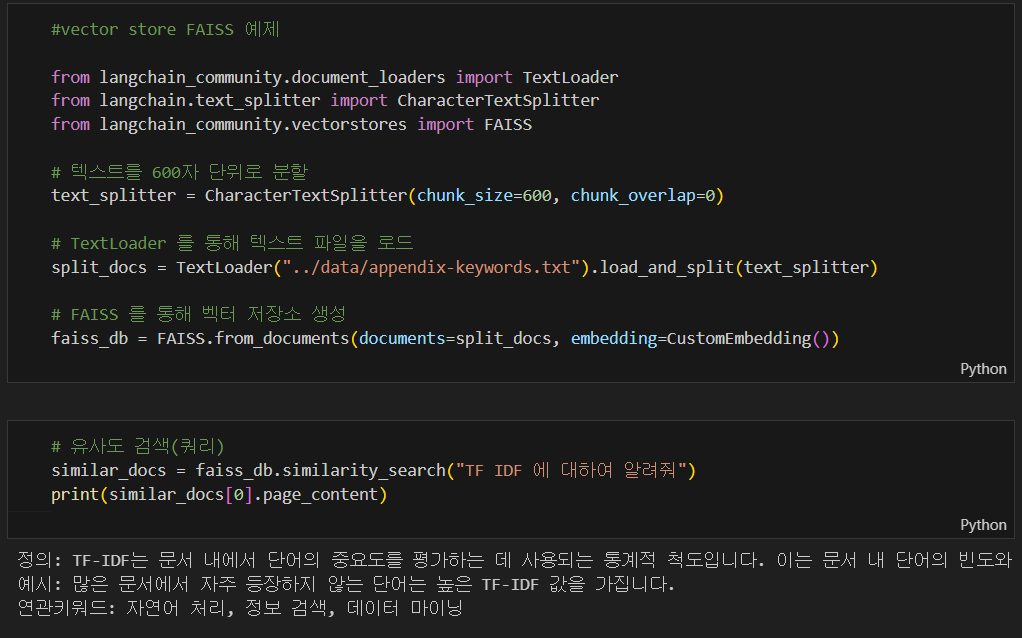 #vector store FAISS 예제
from langchain_community.document_loaders import TextLoader
from langchain.text_splitter import CharacterTextSplitter
from langchain_community.vectorstores import FAISS
# 텍스트를 600자 단위로 분할
text_splitter = CharacterTextSplitter(chunk_size=600, chunk_overlap=0)
# TextLoader 를 통해 텍스트 파일을 로드
split_docs = TextLoader("../data/appendix-keywords.txt").load_and_split(text_splitter)
# FAISS 를 통해 벡터 저장소 생성
faiss_db = FAISS.from_documents(documents=split_docs, embedding=CustomEmbedding())
Python
# 유사도 검색(쿼리)
similar_docs = faiss_db.similarity_search("TF IDF 에 대하여 알려줘")
print(similar_docs[0].page_content)
Python
정의: TF-IDF는 문서 내에서 단어의 중요도를 평가하는 데 사용되는 통계적 척도입니다. 이는 문서 내 단어의 빈도와
예시: 많은 문서에서 자주 등장하지 않는 단어는 높은 TF-IDF 값을 가집니다.
연관키워드: 자연어 처리, 정보 검색, 데이터 마이닝